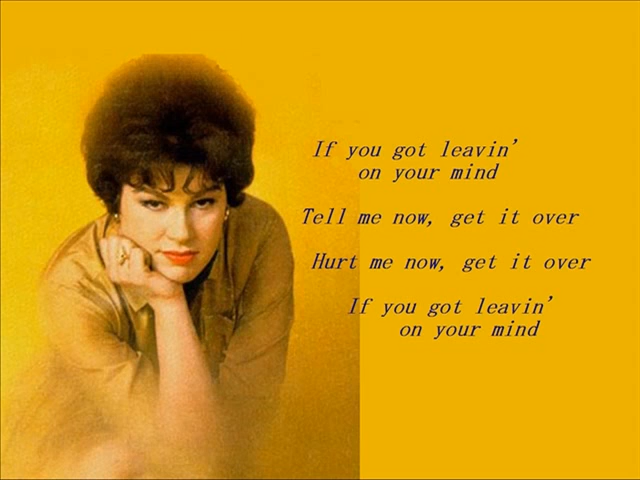 If you got leavin'
on your mind
Tell me now, get it over
Hurt me now, get it over
If you got leavin'
on your mind